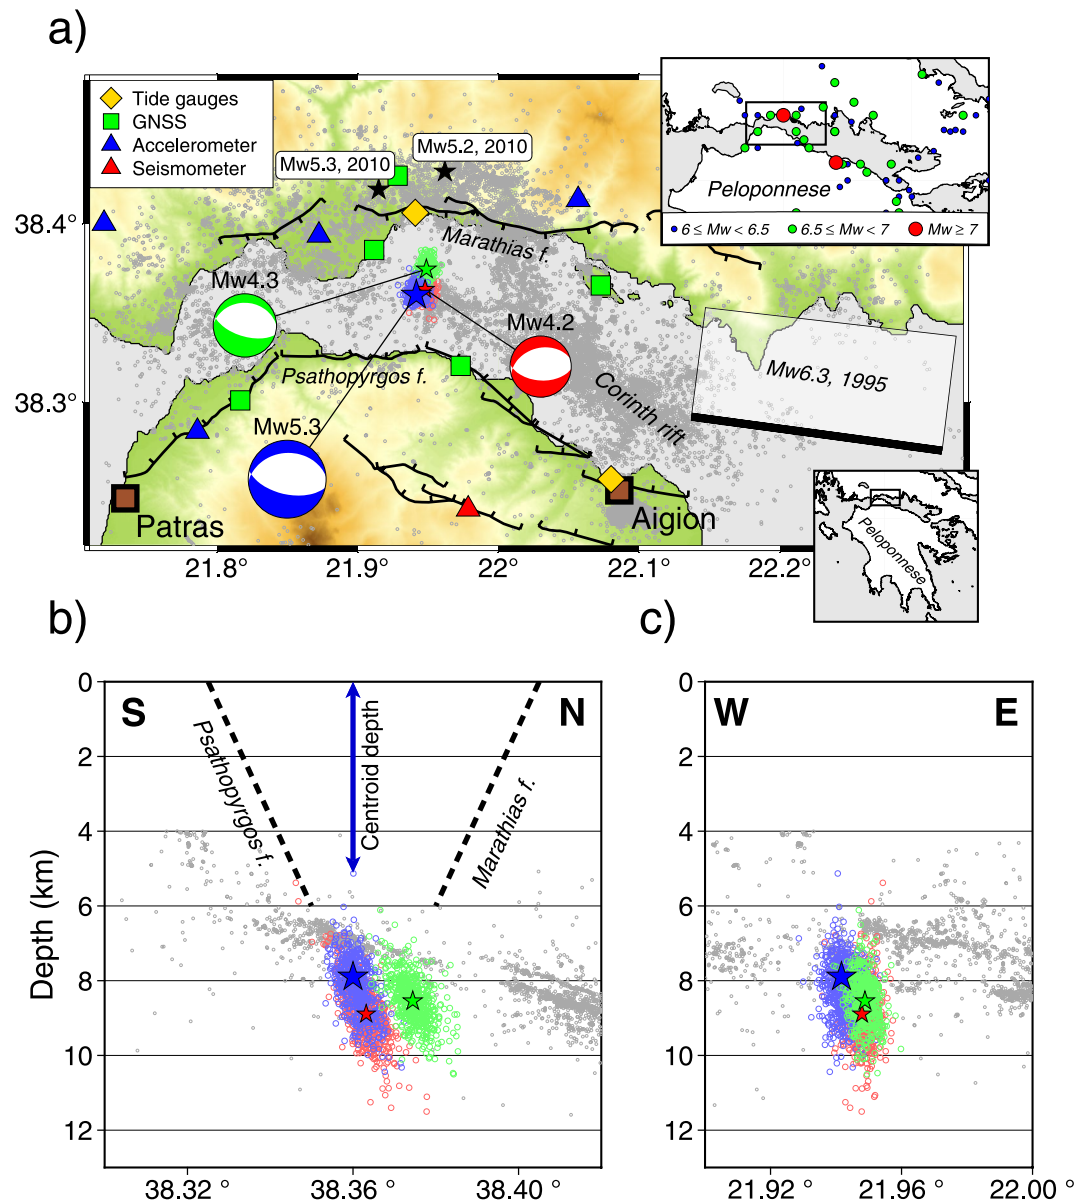 a)
Tide gauges
GNSS
Accelerometer
Seismometer
Mw5.3, 2010
Mw5.2, 2010
Peloponnese
6 ≤ Mw < 6.5
6.5 ≤ Mw < 7
Mw ≥ 7
38.4 °
38.3 °
Marathias f.
Mw4.3
Mw4.2
Psathopyrgos f.
Mw5.3
Corinth rift
Mw6.3, 1995
Patras
Aigion
Peloponnese
21.8 °
21.9 °
22 °
22.1 °
22.2 °
b)
S
N
Psathopyrgos f.
Centroid depth
Marathias f.
Depth (km)
0
2
4
6
8
10
12
38.32 °
38.36 °
38.40 °
c)
W
E
0
2
4
6
8
10
12
21.92 °
21.96 °
22.00 °